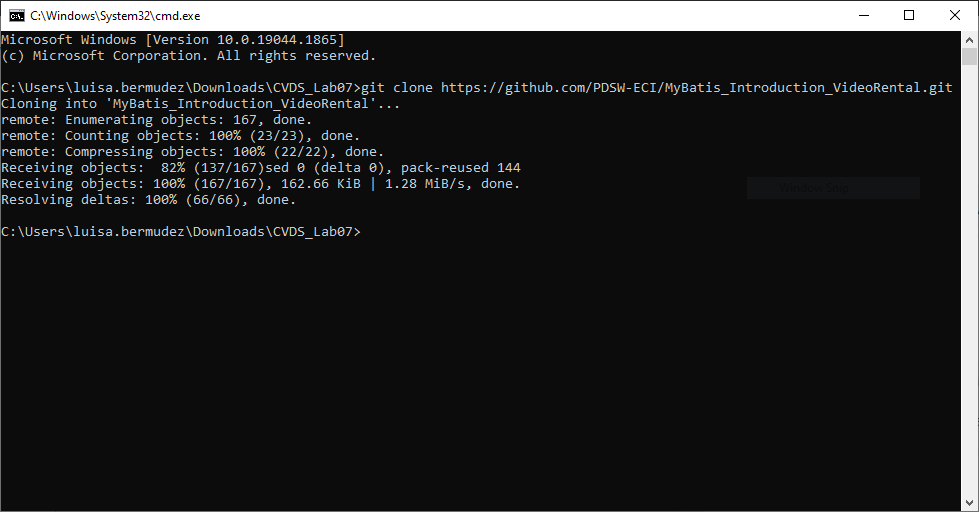 C:\Windows\System32\cmd.exe
Microsoft Windows [Version 10.0.19044.1865]
(c) Microsoft Corporation. All rights reserved.
C:\Users\luisa.bermudez\Downloads\CVDS_Lab07>git clone https://github.com/PDSW-ECI/MyBatis_Introduction_VideoRental.git
Cloning into 'MyBatis_Introduction_VideoRental'...
remote: Enumerating objects: 167, done.
remote: Counting objects: 100% (23/23), done.
remote: Compressing objects: 100% (22/22), done.
Receiving objects:  82% (137/167)sed 0 (delta 0), pack-reused 144
Receiving objects: 100% (167/167), 162.66 KiB | 1.28 MiB/s, done.
Window Snip
Resolving deltas: 100% (66/66), done.
C:\Users\luisa.bermudez\Downloads\CVDS_Lab07>